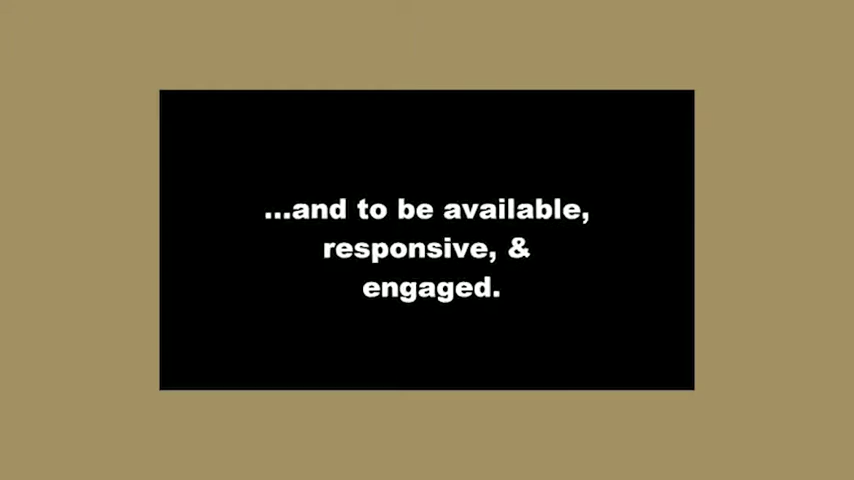 ...and to be available,
responsive, &
engaged.